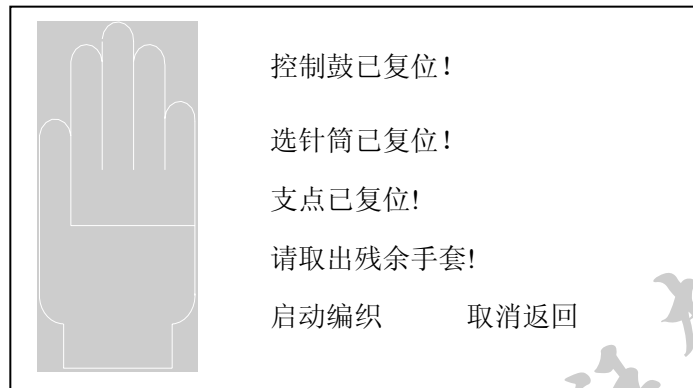 控制鼓已复位！
选针筒已复位！
支点已复位!
请取出残余手套!
启动编织 取消返回